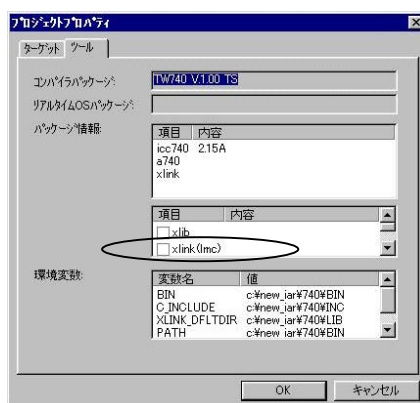 プロジェクトプロパティ
ターゲット ツール
コンパイラパッケージ: TW740 V.1.00 TS
リアルタイムOSパッケージ:
パッケージ情報:
項目 内容
icc740 2.15A
a740
xlink
項目 内容
xlib
xlink(lmc)
環境変数:
変数名 値
BIN c:¥new_iar¥740¥BIN
C_INCLUDE c:¥new_iar¥740¥INC
XLINK_DFLTDIR c:¥new_iar¥740¥LIB
PATH c:¥new_iar¥740¥BIN
OK キャンセル